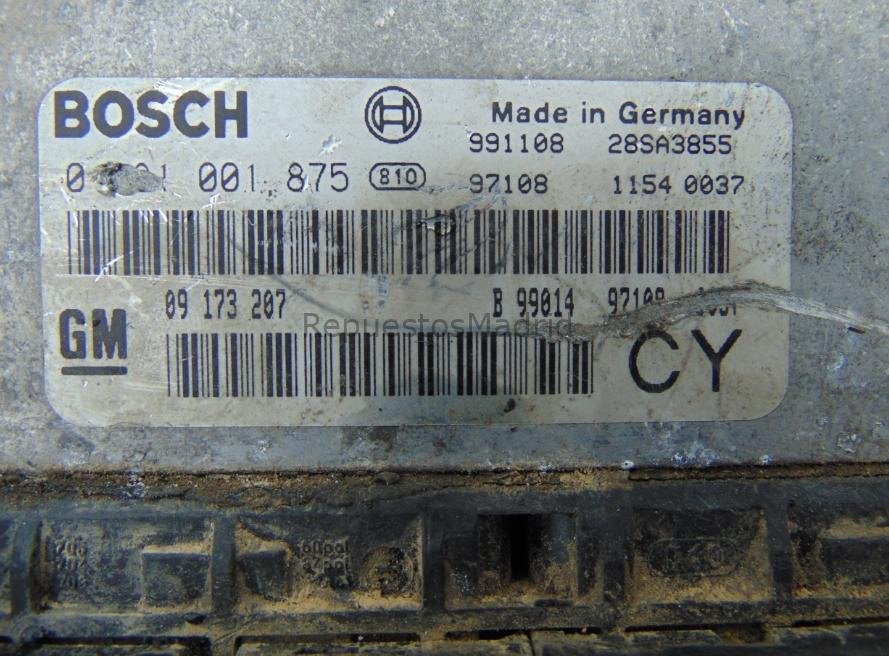 BOSCH Made in Germany
991108 28SA3855
001 875 810 97108 1154 0037
09 173 207 B 99014
GM CY
RepuestosMadrid